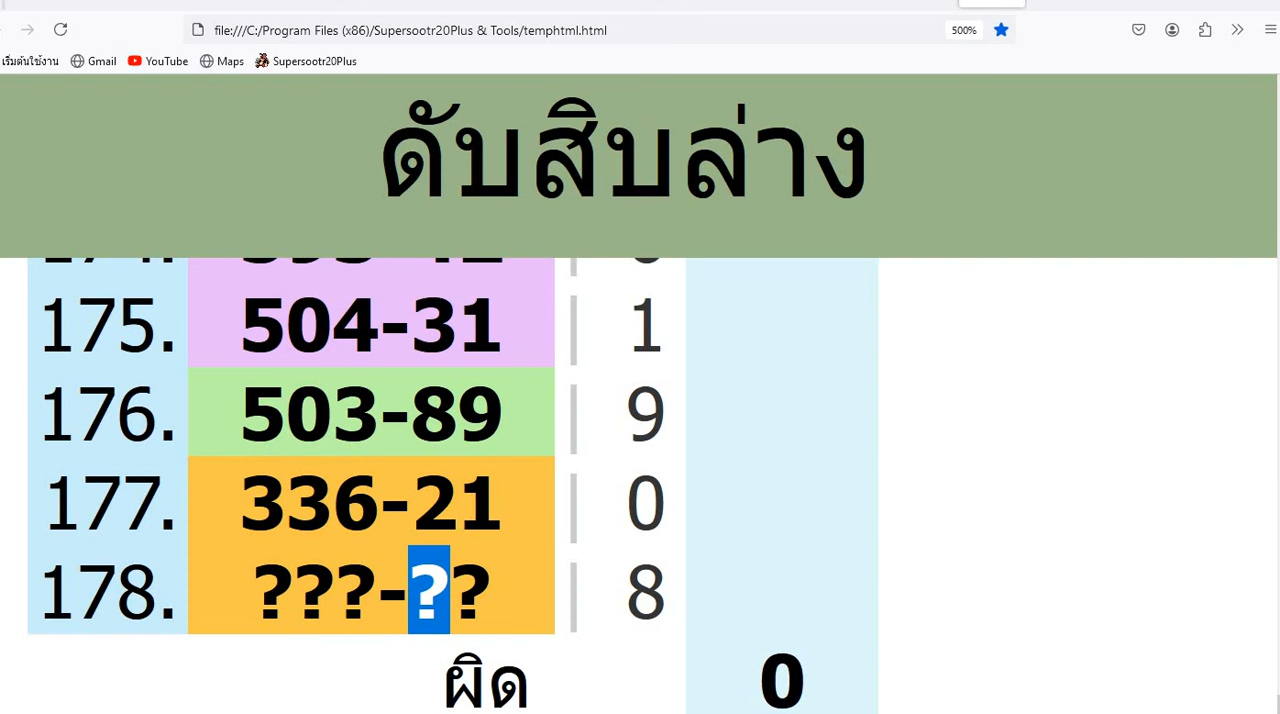 file:///C:/Program Files (x86)/Supersootr20Plus & Tools/temphtml.html 500%
เริ่มต้นใช้งาน Gmail YouTube Maps Supersootr20Plus
ดับสิบล่าง
175. 504-31 | 1
176. 503-89 | 9
177. 336-21 | 0
178. ???-?? | 8
ผิด 0